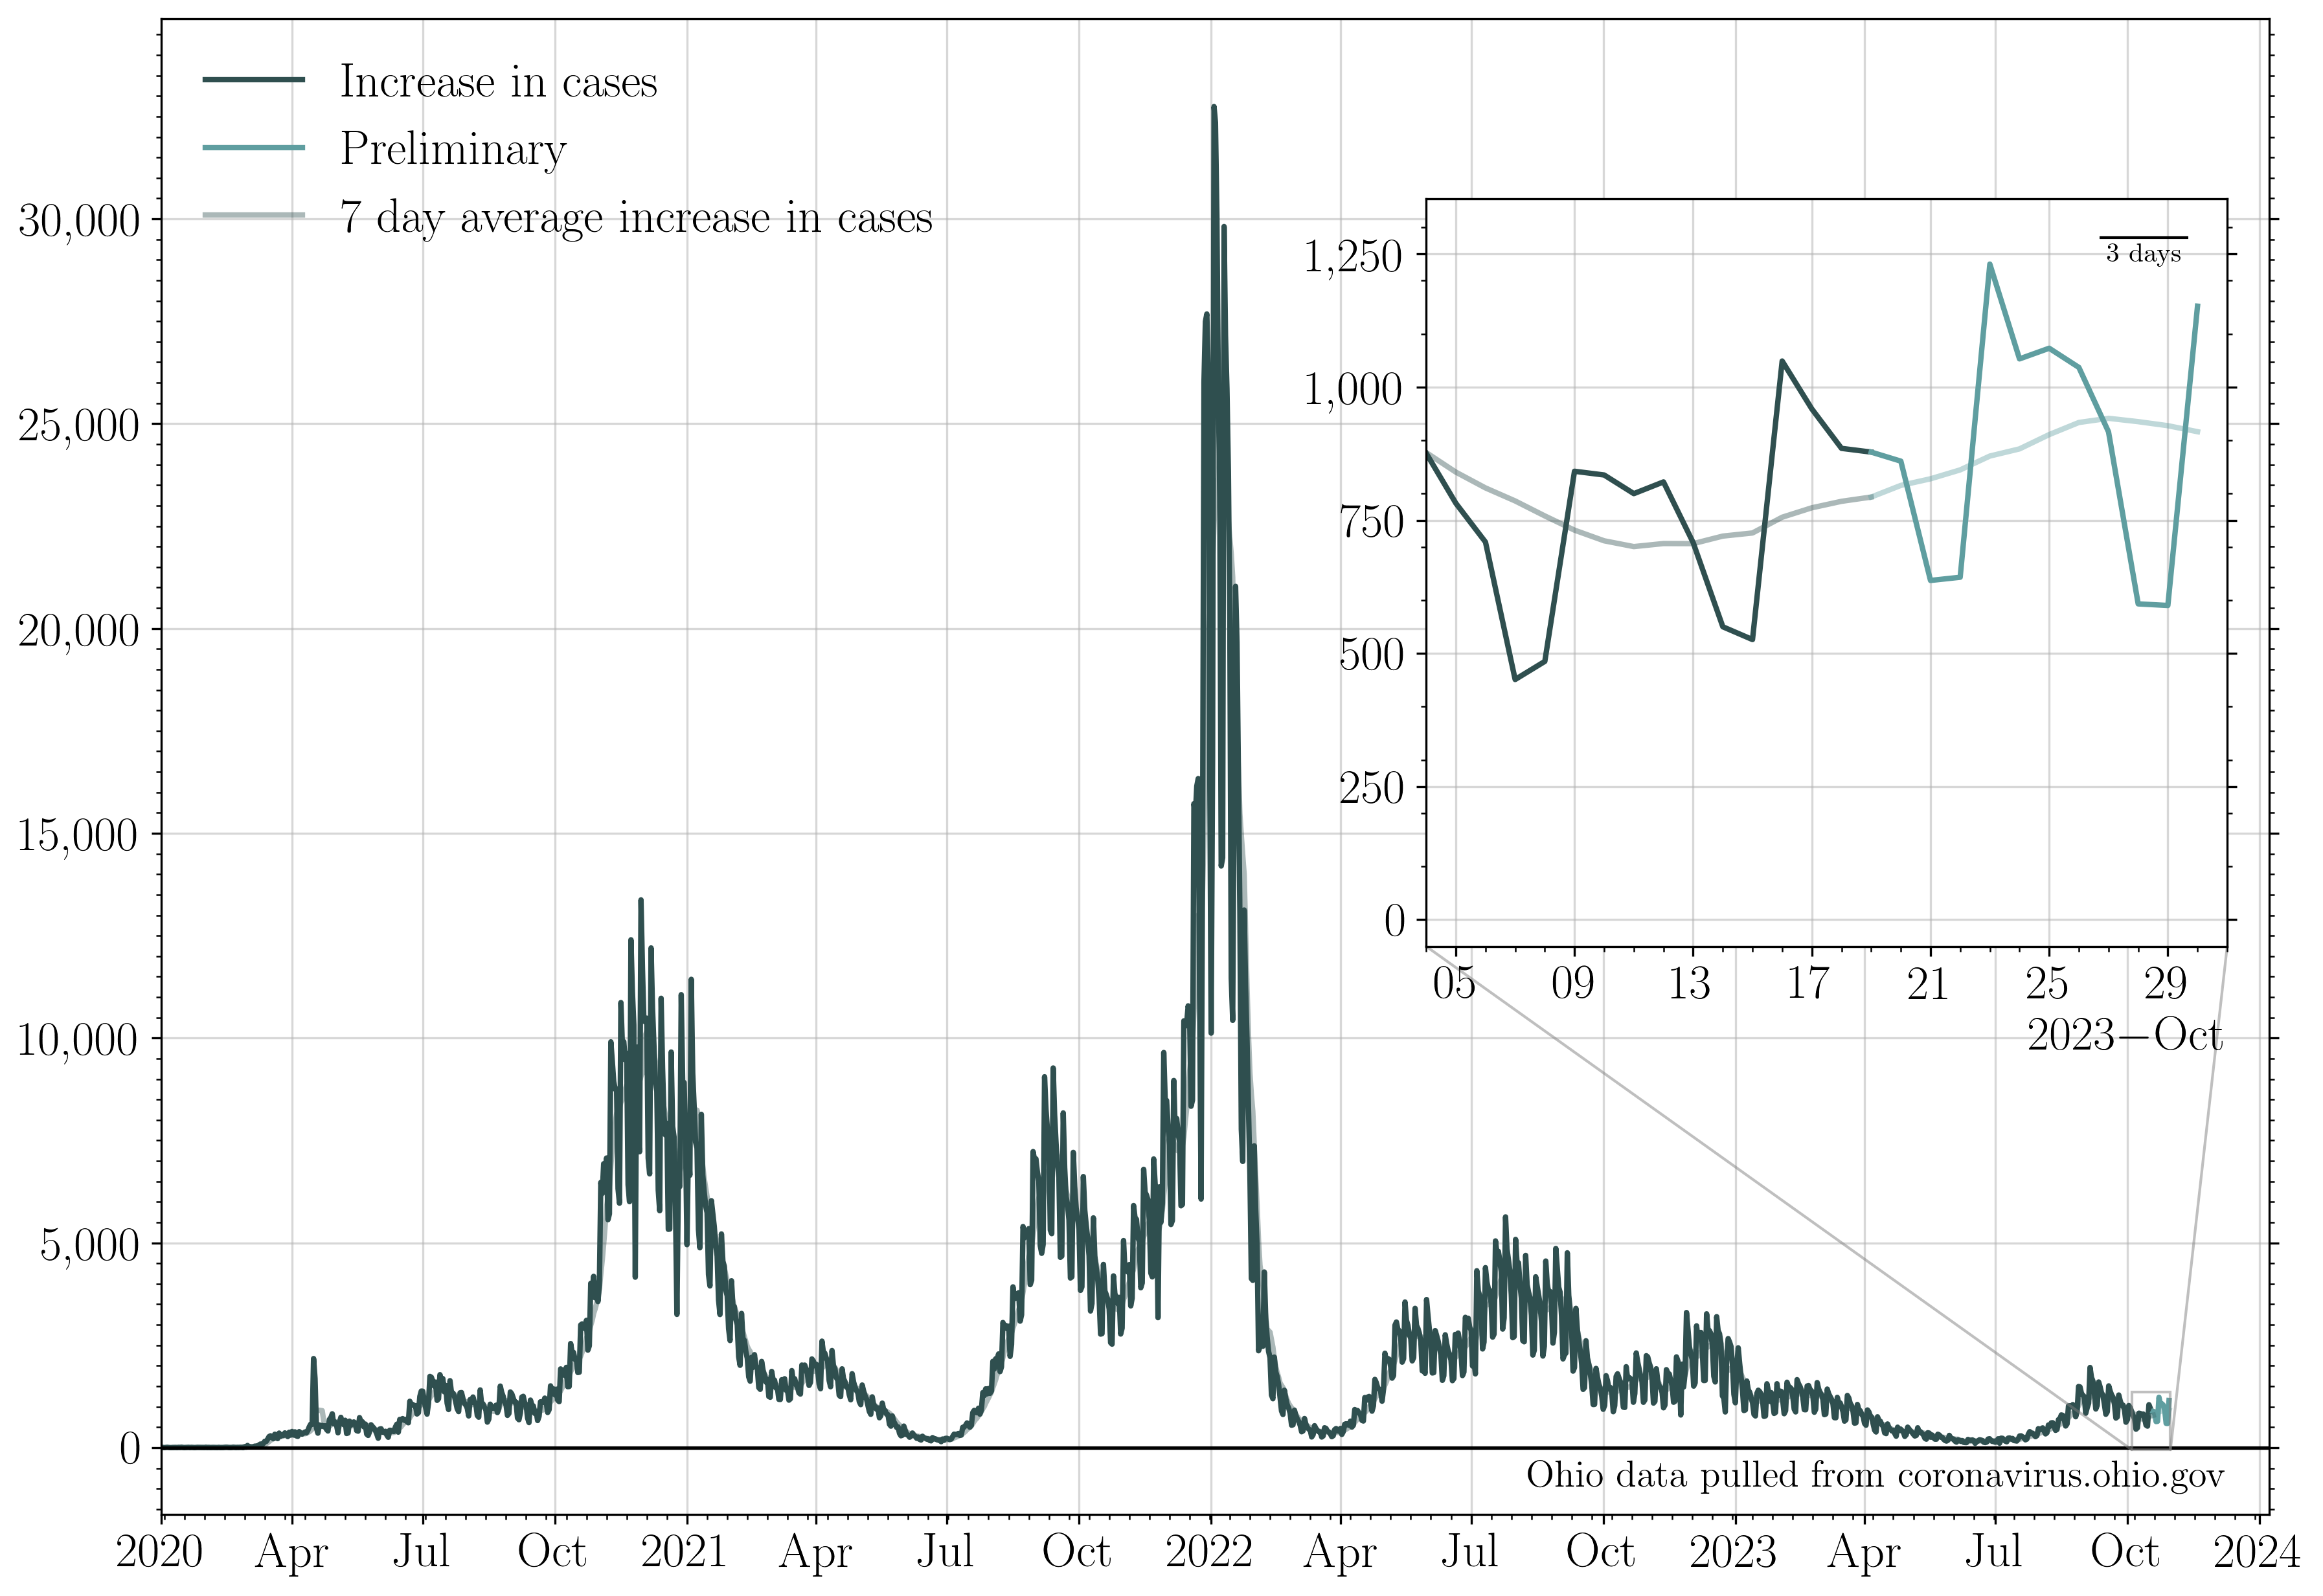 Increase in cases
Preliminary
7 day average increase in cases
30,000
25,000
20,000
15,000
10,000
5,000
0
2020 Apr Jul Oct 2021 Apr Jul Oct 2022 Apr Jul Oct 2023 Apr Jul Oct 2024
3 days
1,250
1,000
750
500
250
0
05 09 13 17 21 25 29
2023—Oct
Ohio data pulled from coronavirus.ohio.gov